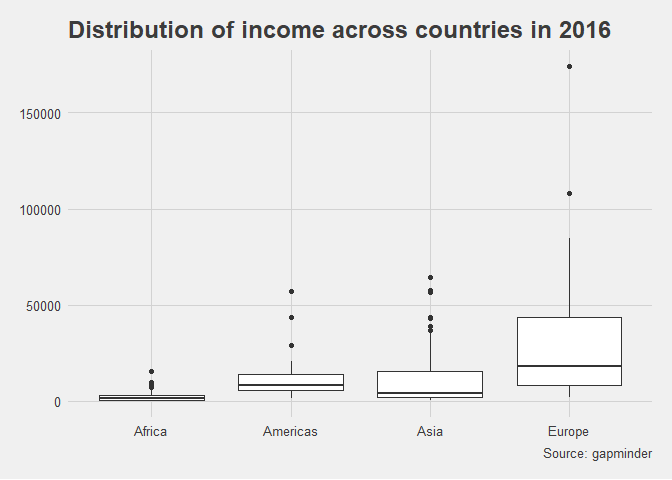 Distribution of income across countries in 2016
150000
100000
50000
0
Africa Americas Asia Europe
Source: gapminder